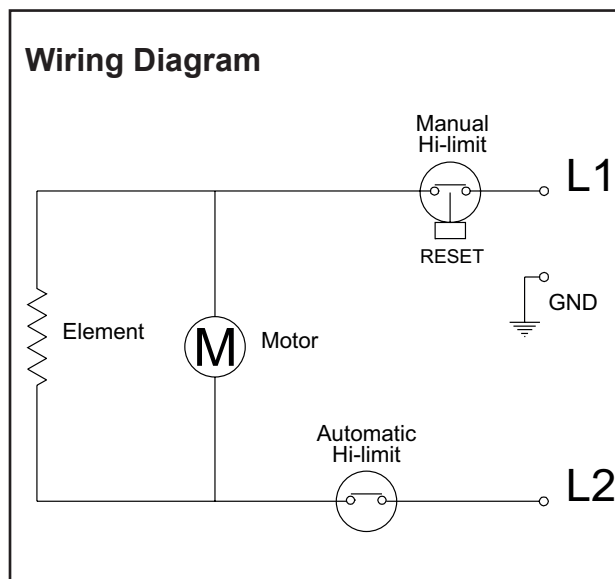 Wiring Diagram
Manual
Hi-limit
L1
RESET
GND
Element
M
Motor
Automatic
Hi-limit
L2